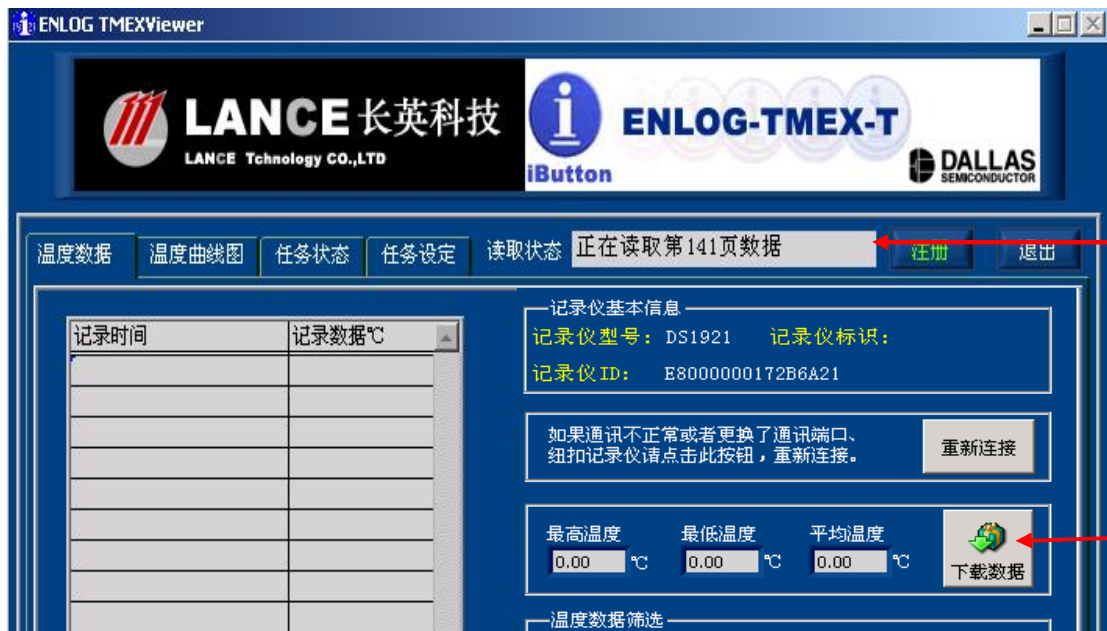 ENLOG TMEXViewer
LANCE 长英科技
LANCE Technology CO.,LTD
iButton
ENLOG-TMEX-T
DALLAS
SEMICONDUCTOR
温度数据 温度曲线图 任务状态 任务设定 读取状态 正在读取第141页数据 注册 退出
记录时间 记录数据℃
记录仪基本信息
记录仪型号: DS1921 记录仪标识:
记录仪ID: E8000000172B6A21
如果通讯不正常或者更换了通讯端口、
纽扣记录仪请点击此按钮，重新连接。
重新连接
最高温度 最低温度 平均温度
0.00 ℃ 0.00 ℃ 0.00 ℃
下载数据
温度数据筛选